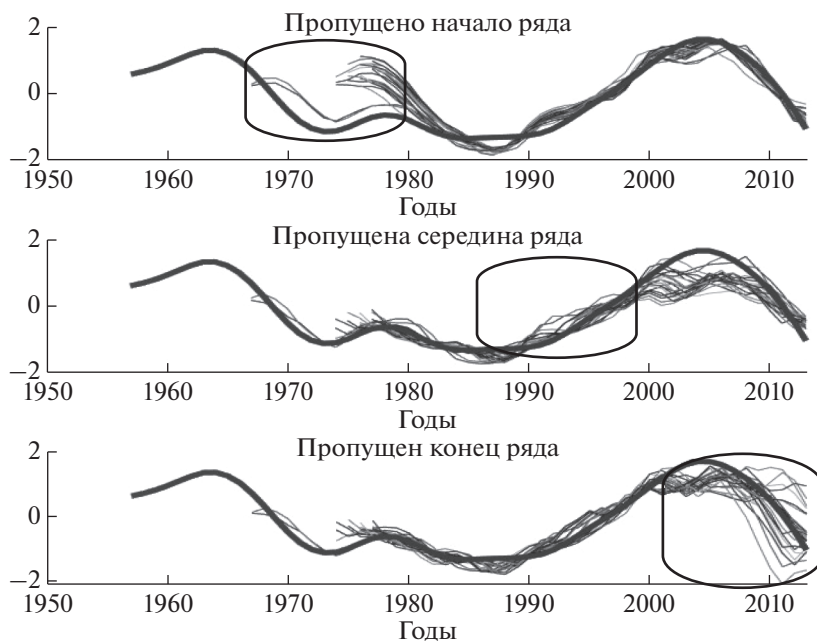 Пропущено начало ряда
2
0
−2
1950 1960 1970 1980 1990 2000 2010
Годы
Пропущена середина ряда
2
0
−2
1950 1960 1970 1980 1990 2000 2010
Годы
Пропущен конец ряда
2
0
−2
1950 1960 1970 1980 1990 2000 2010
Годы